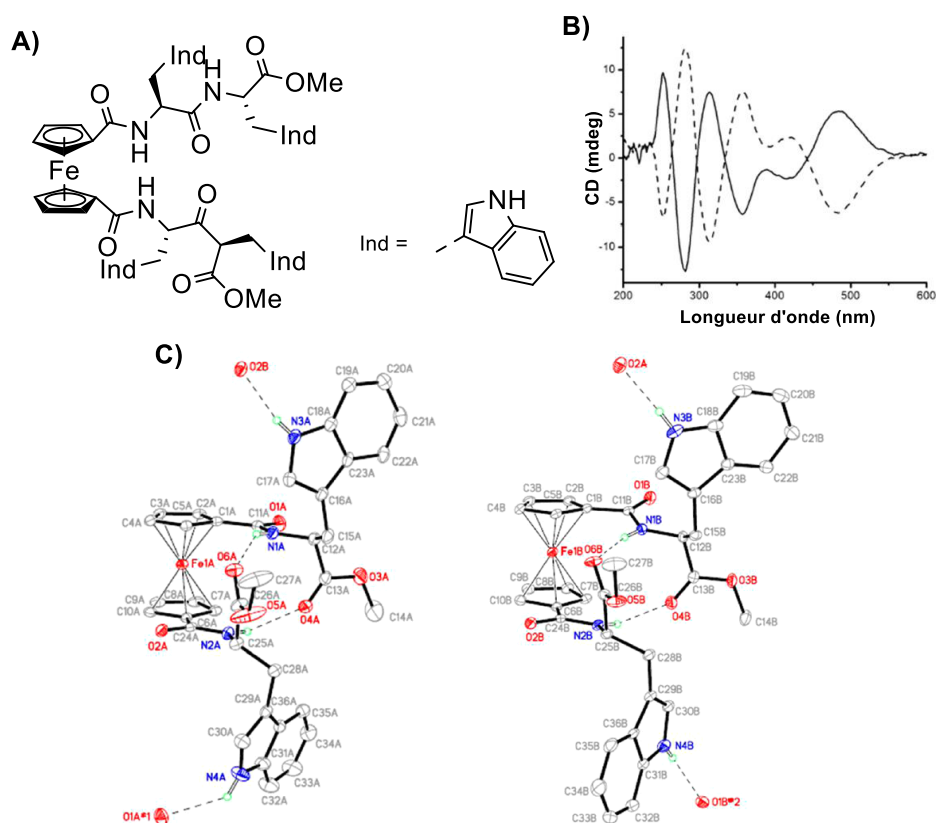 A)
Ind
H
N
O
OMe
O
N
H
O
Ind
Fe
H
N
O
O
Ind
Ind
O
OMe
Ind =
NH
B)
CD (mdeg)
10
5
0
-5
-10
200 300 400 500 600
Longueur d'onde (nm)
C)
O2B
C19A
C20A
C18A
N3A
C21A
C22A
C23A
C17A
C16A
C3A
C5A
C2A
C4A
C1A
C11A
O1A
N1A
C15A
C12A
O6A
Fe1A
C27A
C13A
O3A
C9A
C8A
C7A
C26A
C10A
O5A
O4A
C14A
C6A
O2A
C24A
N2A
C25A
C28A
C29A
C36A
C35A
C30A
C34A
C31A
N4A
C33A
C32A
O1A#1
O2A
C19B
C20B
C18B
N3B
C21B
C17B
C22B
C23B
C16B
O1B
C3B
C5B
C2B
C1B
C11B
C4B
N1B
C15B
C12B
O6B
Fe1B
C27B
C13B
O3B
C9B
C8B
C7B
C26B
C10B
O5B
O4B
C14B
C6B
O2B
C24B
N2B
C25B
C28B
C29B
C30B
C36B
C35B
N4B
C31B
C34B
C32B
C33B
O1B#2